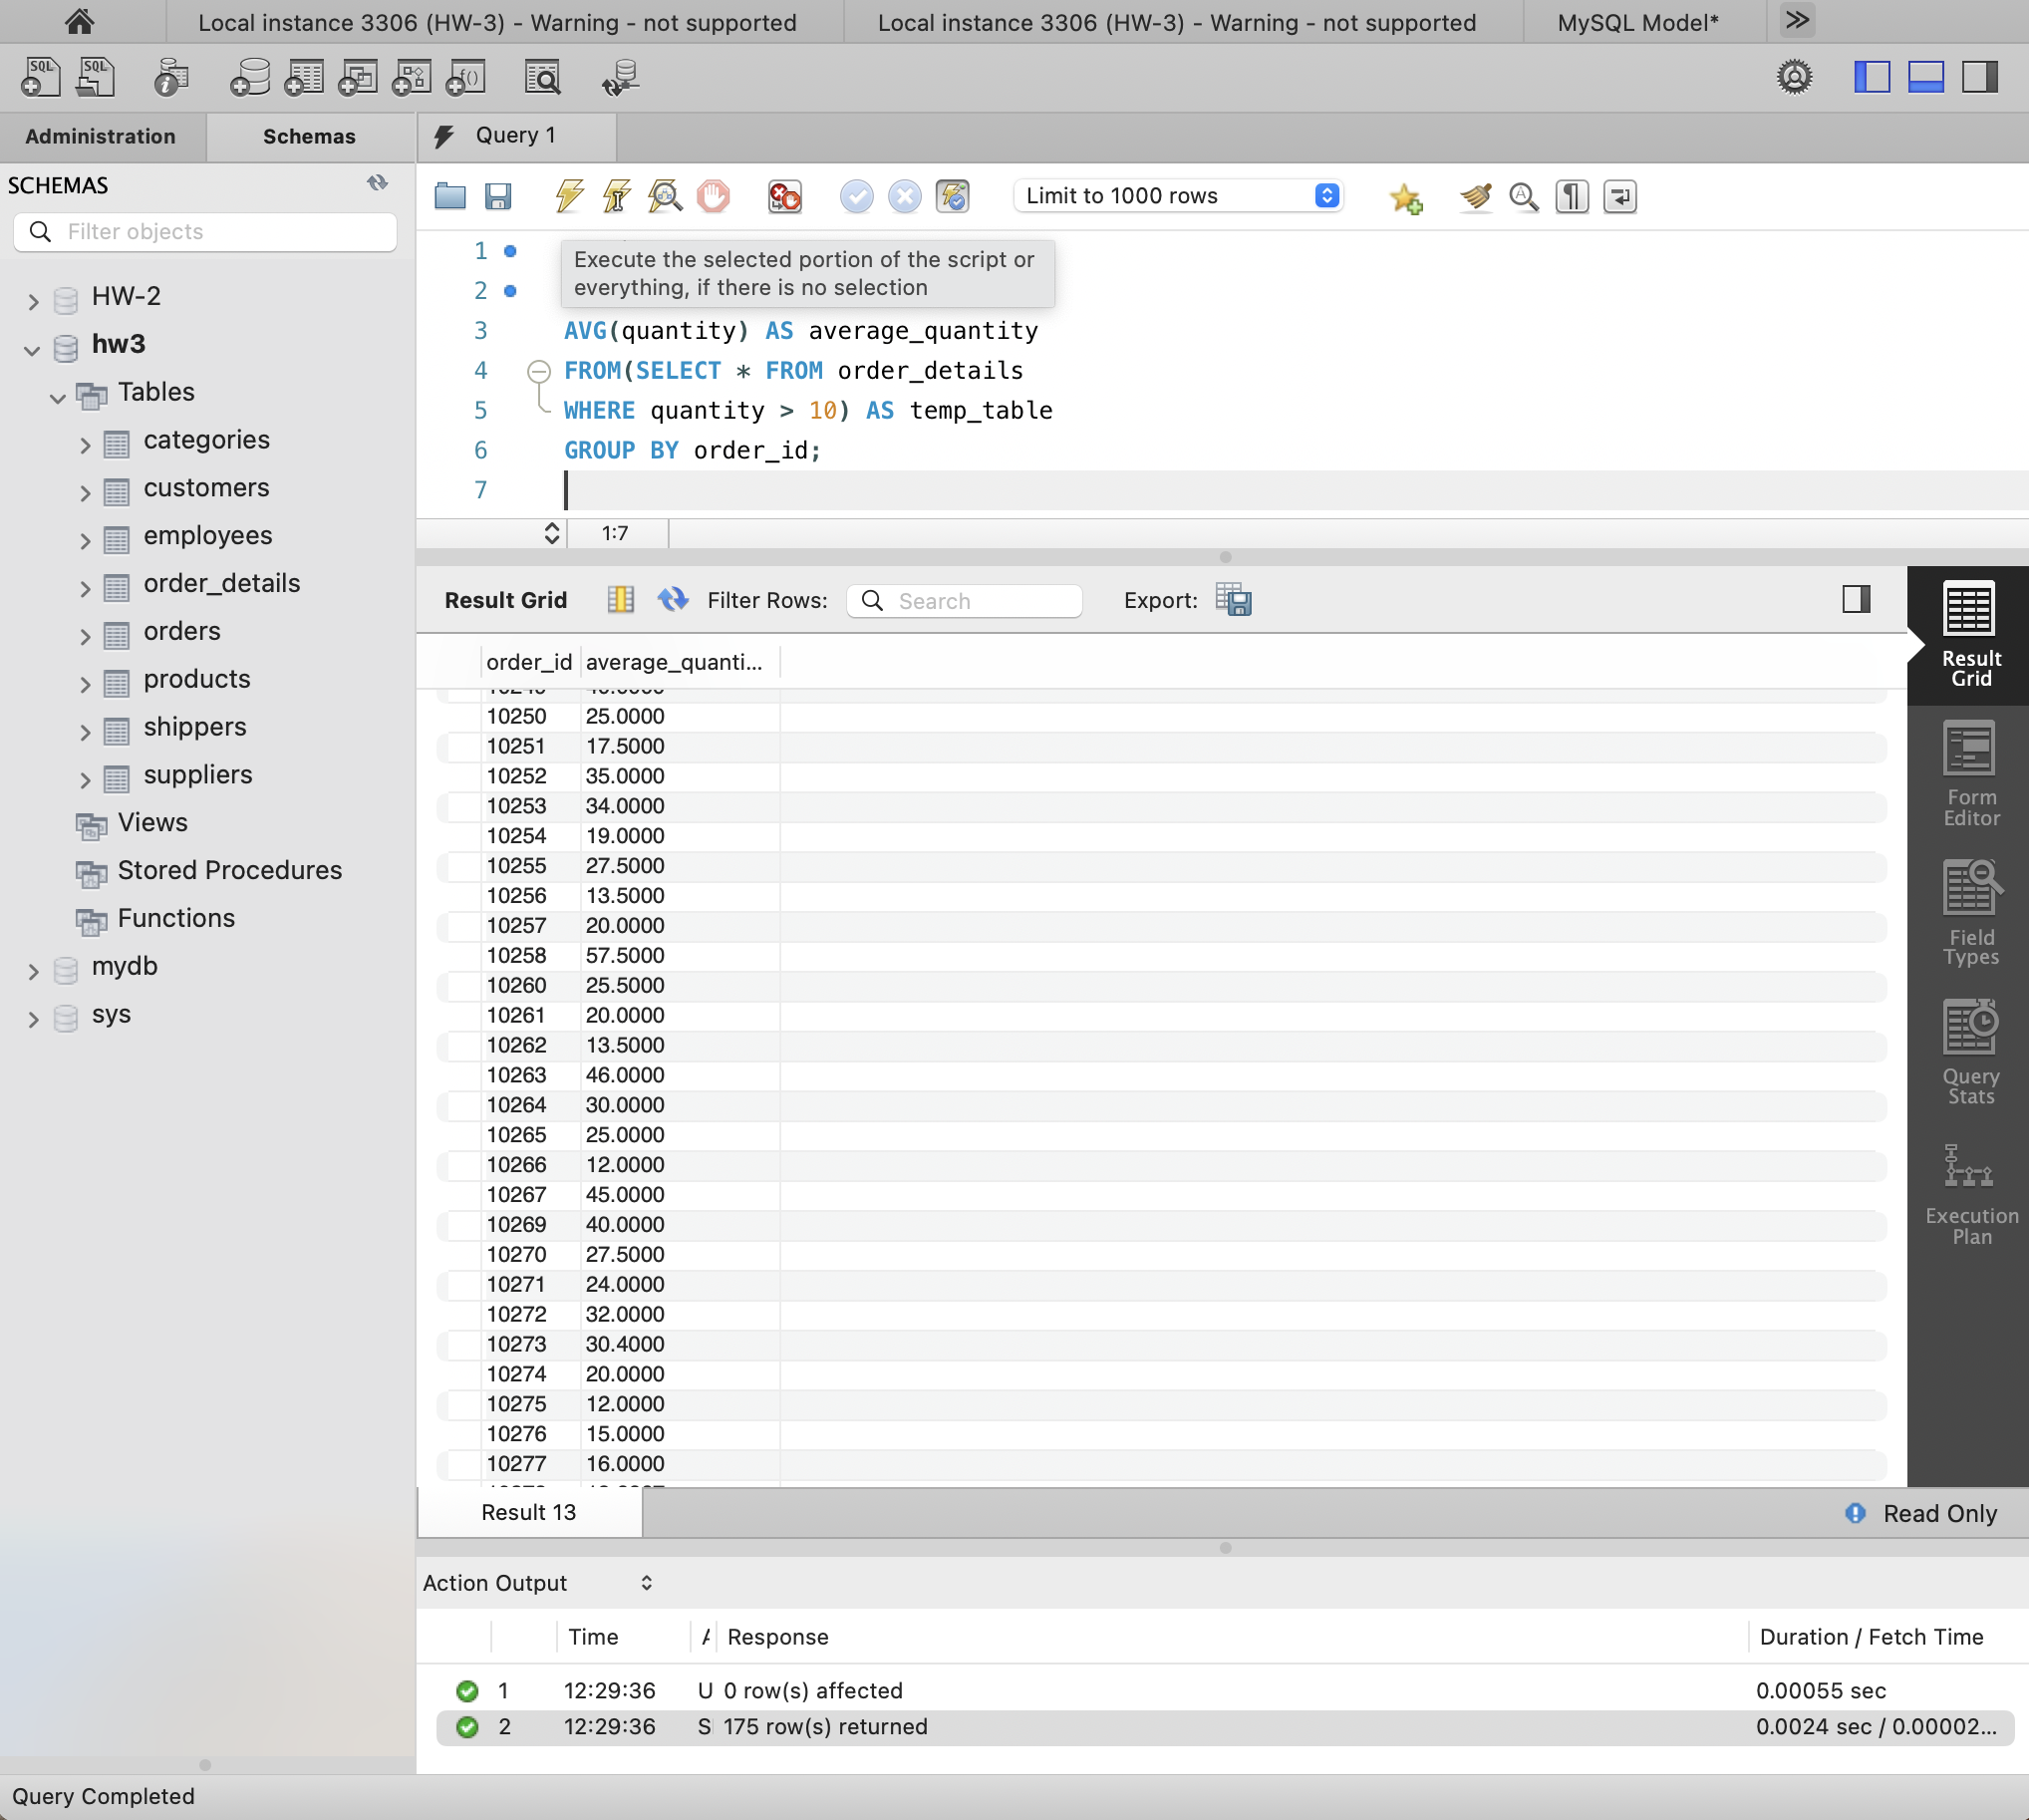 Local instance 3306 (HW-3) - Warning - not supported
Local instance 3306 (HW-3) - Warning - not supported
MySQL Model*
SQL
SQL
Administration
Schemas
Query 1
SCHEMAS
Filter objects
HW-2
hw3
Tables
categories
customers
employees
order_details
orders
products
shippers
suppliers
Views
Stored Procedures
Functions
mydb
sys
Limit to 1000 rows
1
2
Execute the selected portion of the script or
everything, if there is no selection
3 AVG(quantity) AS average_quantity
4 FROM(SELECT * FROM order_details
5 WHERE quantity > 10) AS temp_table
6 GROUP BY order_id;
7
1:7
Result Grid
Filter Rows:
Search
Export:
order_id average_quanti...
10250 25.0000
10251 17.5000
10252 35.0000
10253 34.0000
10254 19.0000
10255 27.5000
10256 13.5000
10257 20.0000
10258 57.5000
10260 25.5000
10261 20.0000
10262 13.5000
10263 46.0000
10264 30.0000
10265 25.0000
10266 12.0000
10267 45.0000
10269 40.0000
10270 27.5000
10271 24.0000
10272 32.0000
10273 30.4000
10274 20.0000
10275 12.0000
10276 15.0000
10277 16.0000
Result
Grid
Form
Editor
Field
Types
Query
Stats
Execution
Plan
Result 13
Read Only
Action Output
Time Response Duration / Fetch Time
1 12:29:36 U 0 row(s) affected 0.00055 sec
2 12:29:36 S 175 row(s) returned 0.0024 sec / 0.00002...
Query Completed